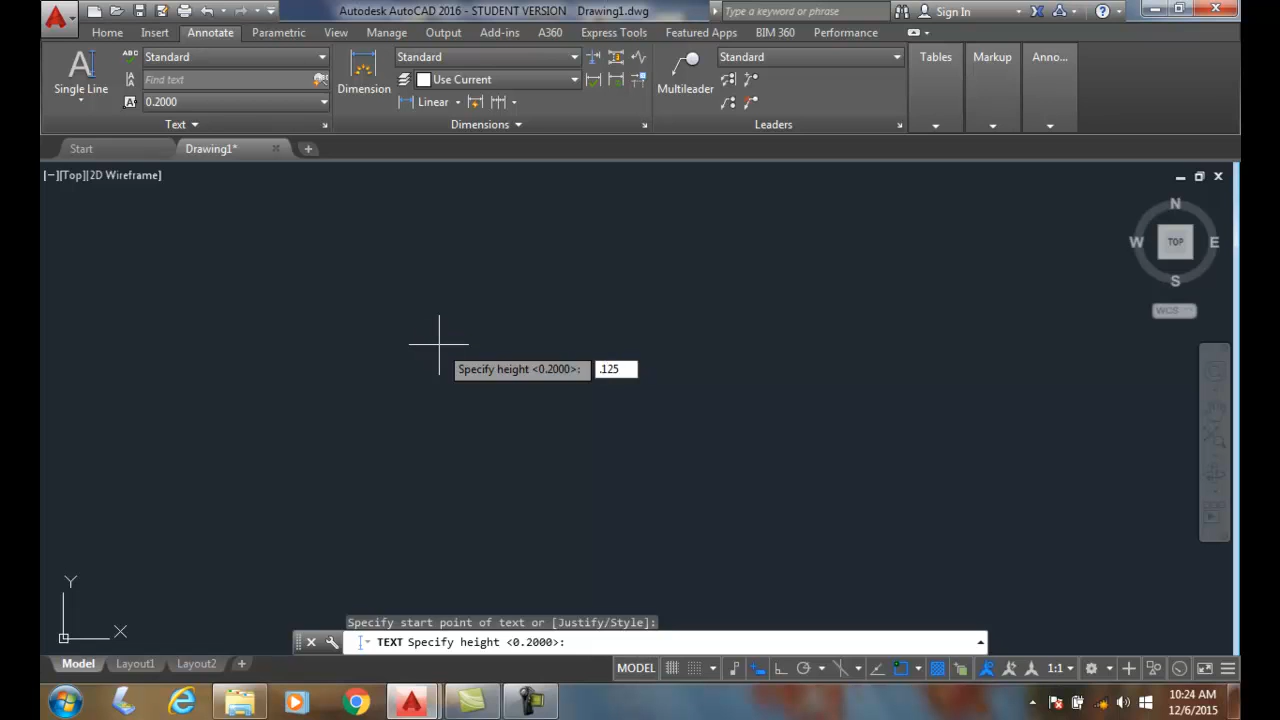 Autodesk AutoCAD 2016 - STUDENT VERSION Drawing1.dwg
Type a keyword or phrase
Sign In
Home Insert Annotate Parametric View Manage Output Add-ins A360 Express Tools Featured Apps BIM 360 Performance
Single Line
Standard
Find text
0.2000
Text
Dimension
Standard
Use Current
Linear
Dimensions
Multileader
Standard
Leaders
Tables
Markup
Anno...
Start
Drawing1*
[−][Top][2D Wireframe]
N
W TOP E
S
WCS
Specify height <0.2000>: .125
Y
X
Specify start point of text or [Justify/Style]:
TEXT Specify height <0.2000>:
Model Layout1 Layout2
MODEL
1:1
10:24 AM
12/6/2015